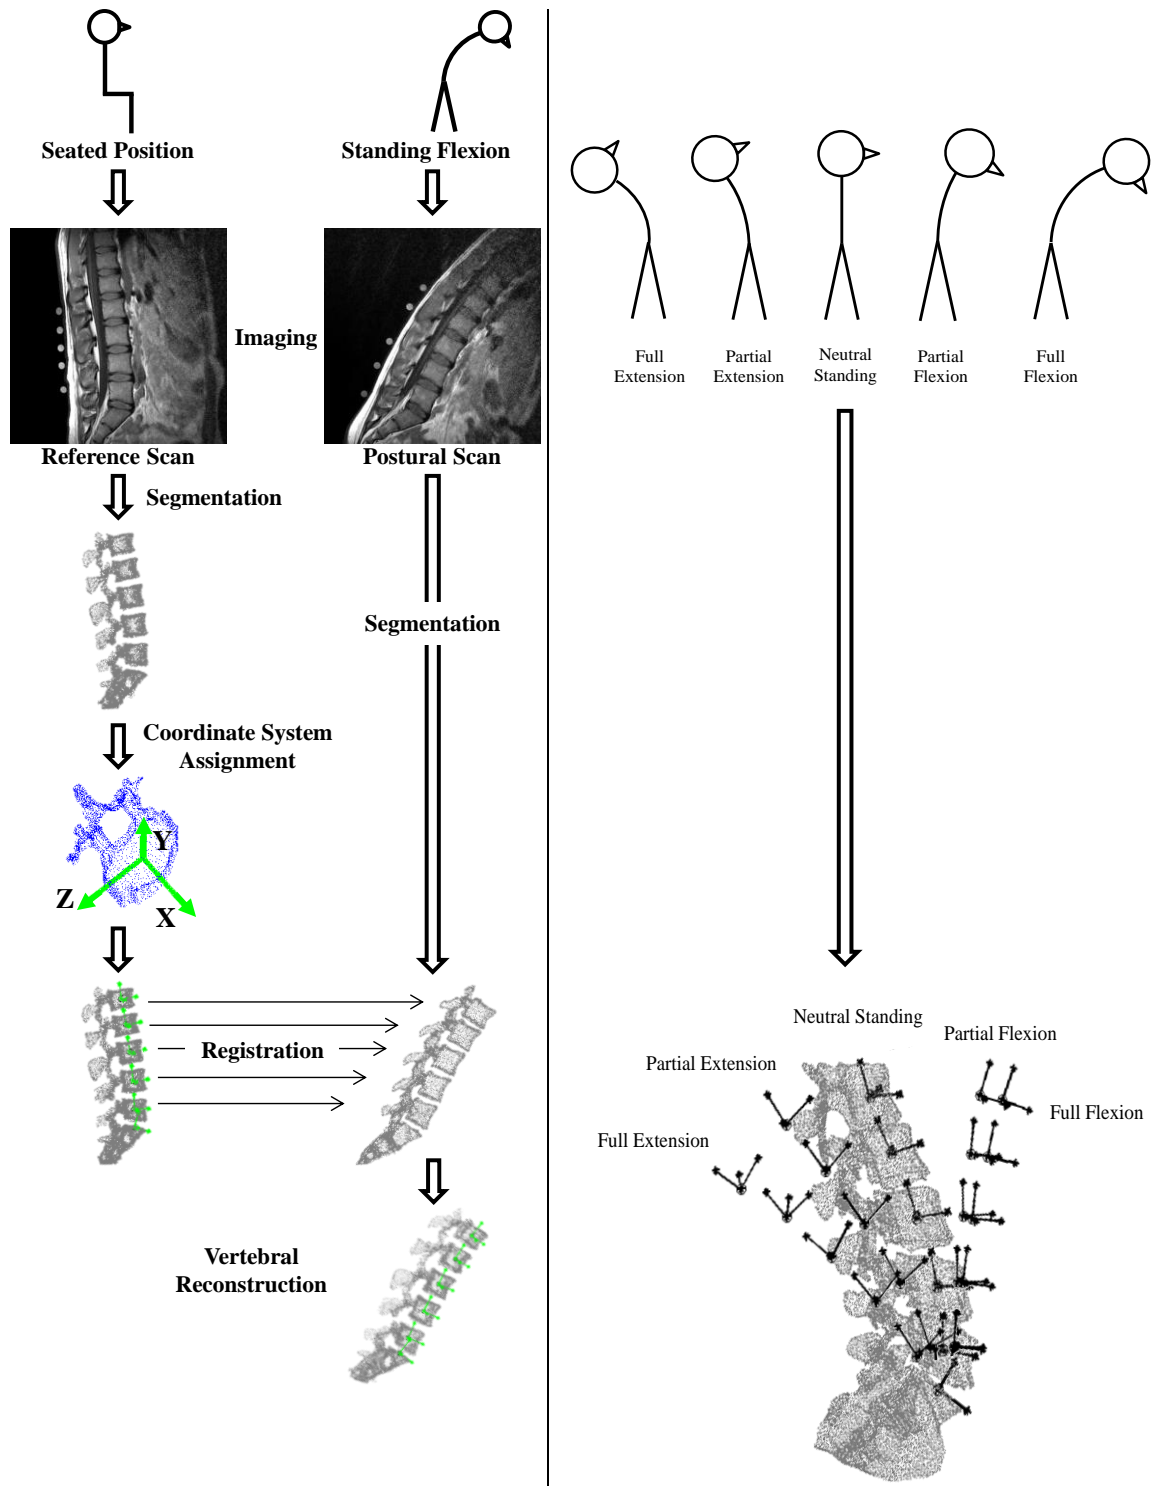 Seated Position
Standing Flexion
Imaging
Reference Scan
Postural Scan
Segmentation
Segmentation
Coordinate System
Assignment
Y
Z
X
Registration
Vertebral
Reconstruction
Full
Extension
Partial
Extension
Neutral
Standing
Partial
Flexion
Full
Flexion
Neutral Standing
Partial Flexion
Partial Extension
Full Flexion
Full Extension